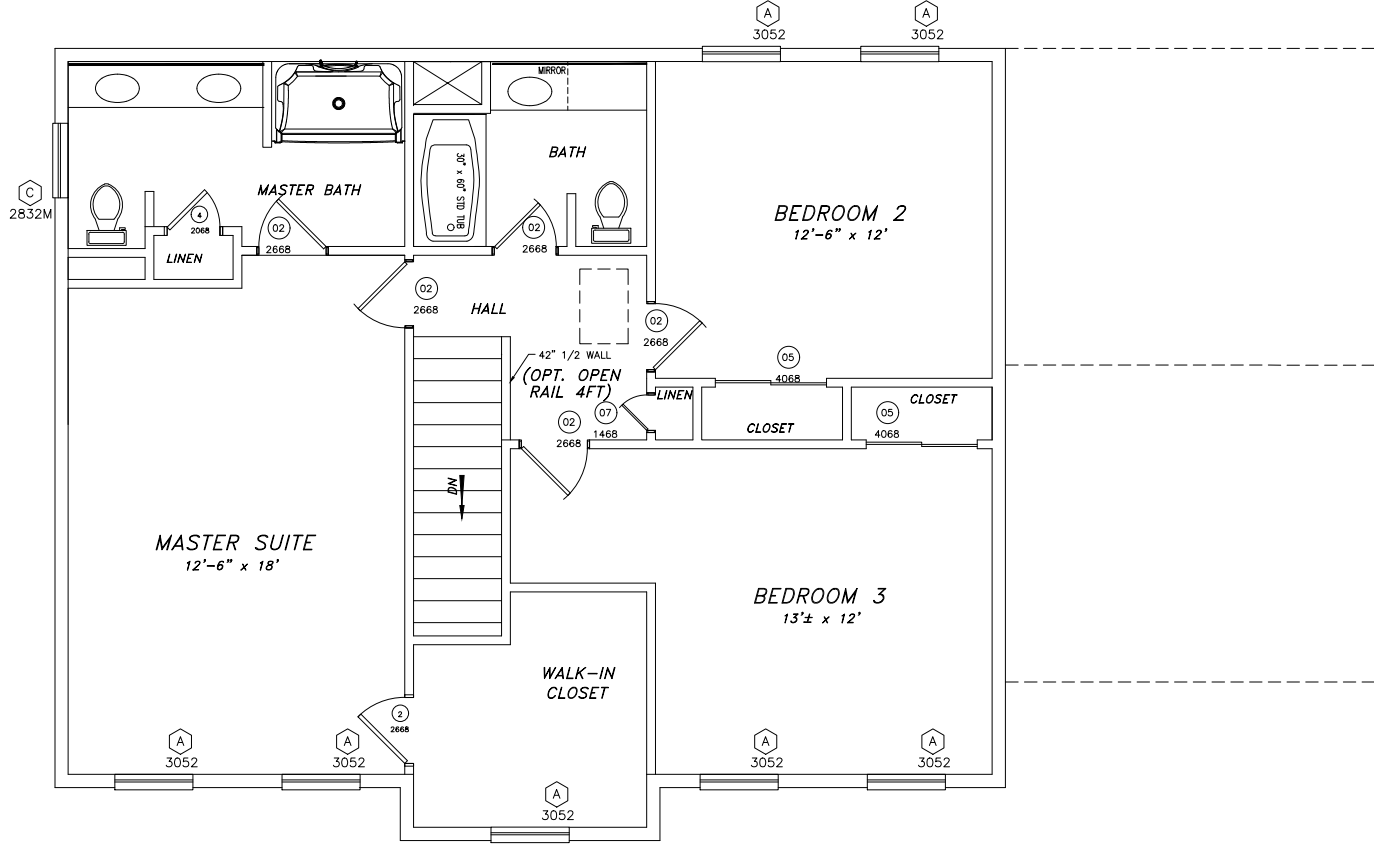 A
3052
A
3052
MIRROR
C
2832M
MASTER BATH
4
2068
LINEN
02
2668
30" x 60" STD TUB
BATH
02
2668
BEDROOM 2
12'-6" x 12'
02
2668
HALL
02
2668
42" 1/2 WALL
(OPT. OPEN
RAIL 4FT)
05
4068
LINEN
07
1468
02
2668
CLOSET
05
4068
CLOSET
DN
MASTER SUITE
12'-6" x 18'
BEDROOM 3
13'± x 12'
WALK-IN
CLOSET
2
2668
A
3052
A
3052
A
3052
A
3052
A
3052